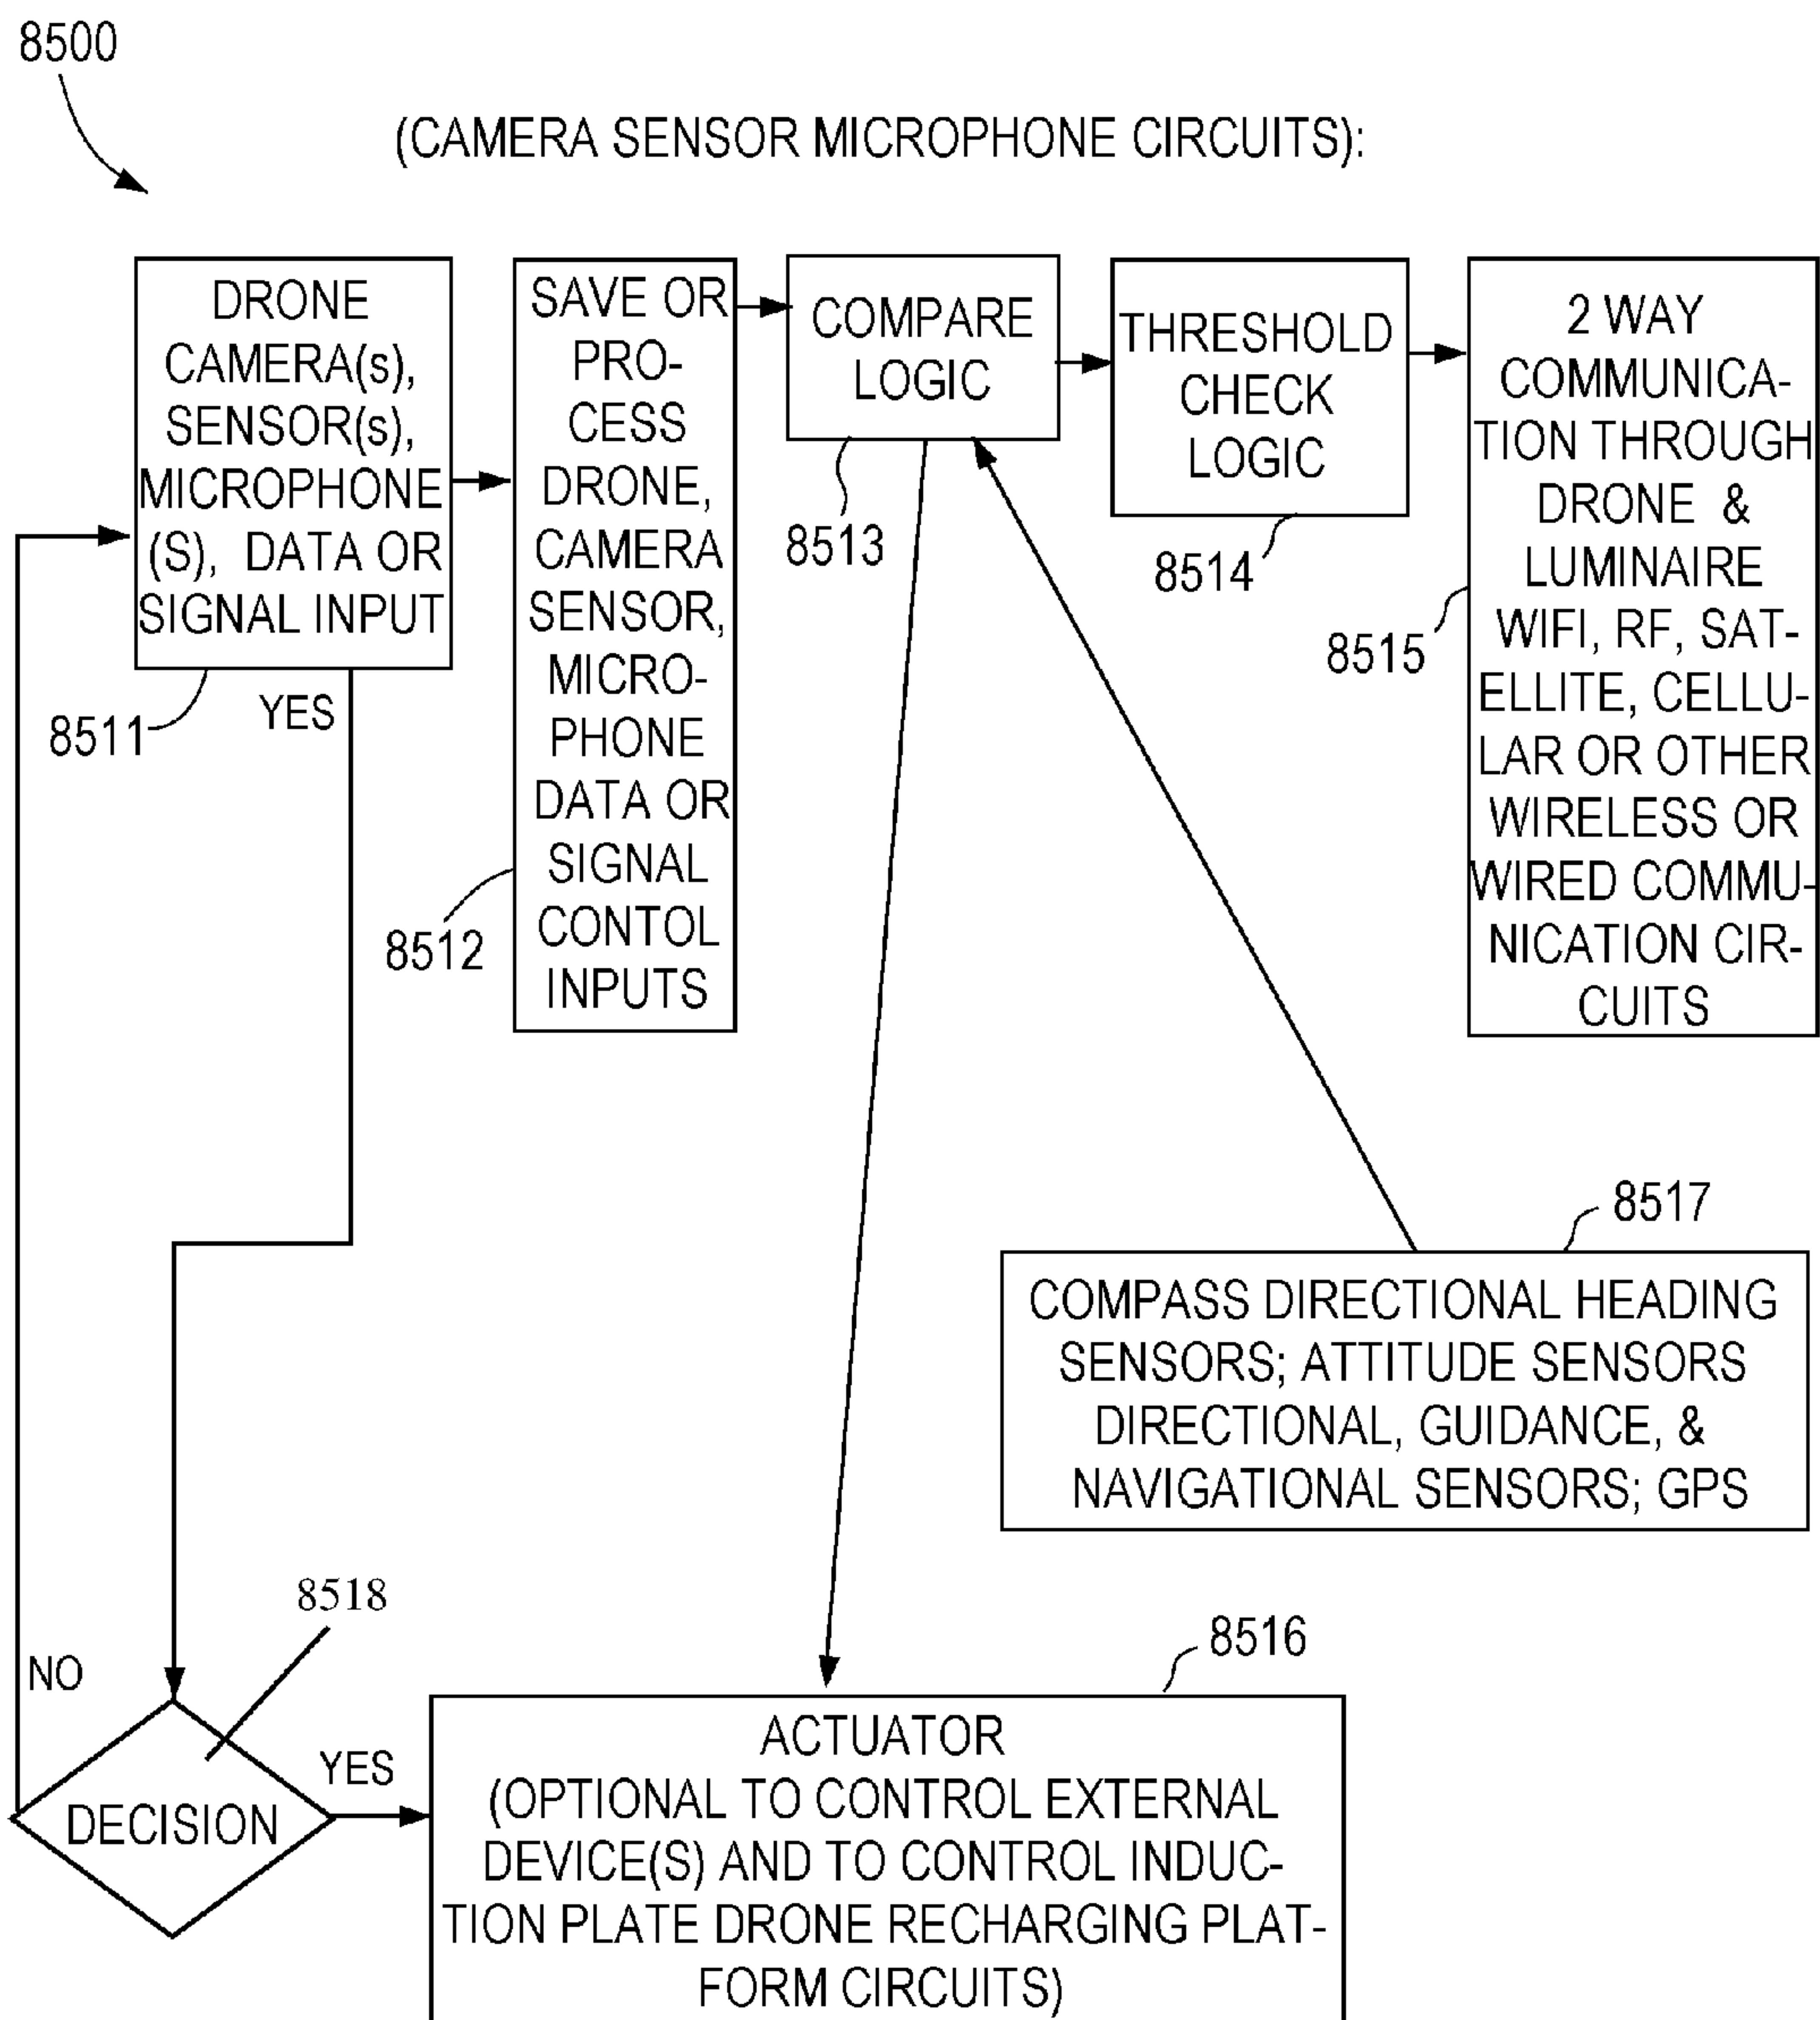 8500
(CAMERA SENSOR MICROPHONE CIRCUITS):
DRONE
CAMERA(s),
SENSOR(s),
MICROPHONE
(S), DATA OR
SIGNAL INPUT
8511
YES
SAVE OR
PRO-
CESS
DRONE,
CAMERA
SENSOR,
MICRO-
PHONE
DATA OR
SIGNAL
CONTOL
INPUTS
8512
COMPARE
LOGIC
8513
THRESHOLD
CHECK
LOGIC
8514
2 WAY
COMMUNICA-
TION THROUGH
DRONE &
LUMINAIRE
WIFI, RF, SAT-
ELLITE, CELLU-
LAR OR OTHER
WIRELESS OR
WIRED COMMU-
NICATION CIR-
CUITS
8515
8517
COMPASS DIRECTIONAL HEADING
SENSORS; ATTITUDE SENSORS
DIRECTIONAL, GUIDANCE, &
NAVIGATIONAL SENSORS; GPS
8518
NO
DECISION
YES
8516
ACTUATOR
(OPTIONAL TO CONTROL EXTERNAL
DEVICE(S) AND TO CONTROL INDUC-
TION PLATE DRONE RECHARGING PLAT-
FORM CIRCUITS)